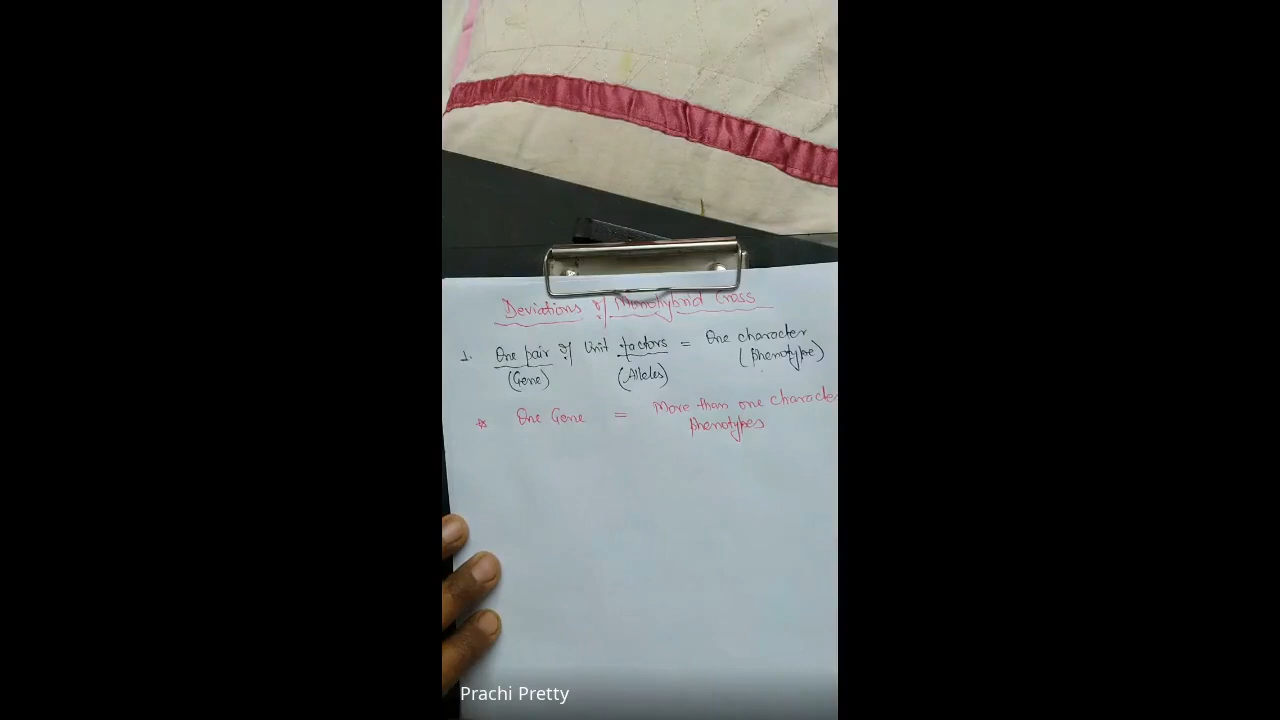 Deviations of Monohybrid Cross
1. One pair of Unit factors = One character
(Gene) (Alleles) (Phenotype)
☆ One Gene = More than one character
phenotypes
Prachi Pretty